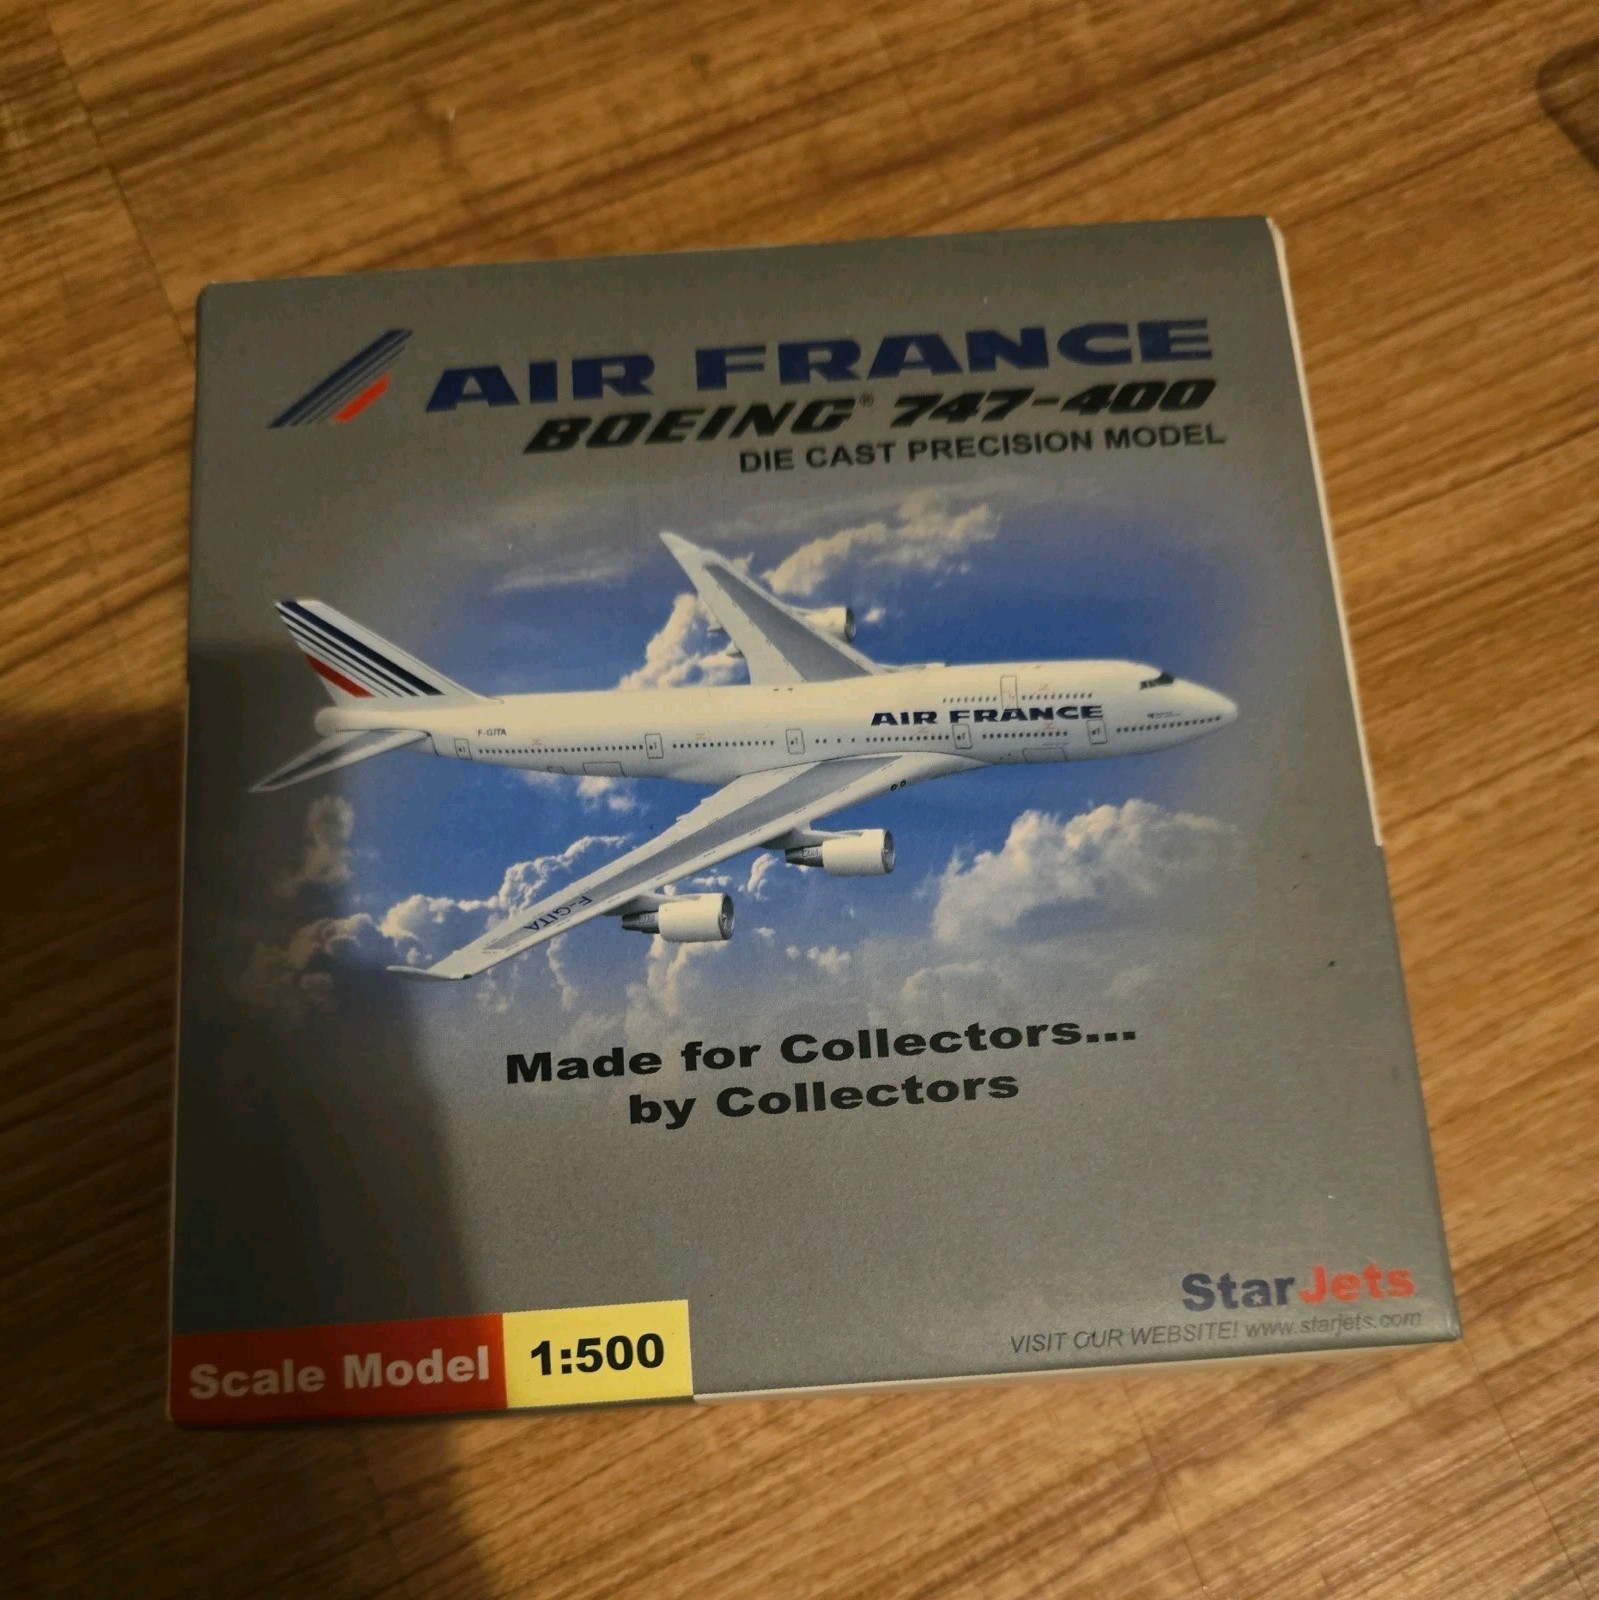 AIR FRANCE
BOEING® 747-400
DIE CAST PRECISION MODEL
AIR FRANCE
F-GITA
F-GITA
Made for Collectors...
by Collectors
StarJets
VISIT OUR WEBSITE! www.starjets.com
Scale Model 1:500